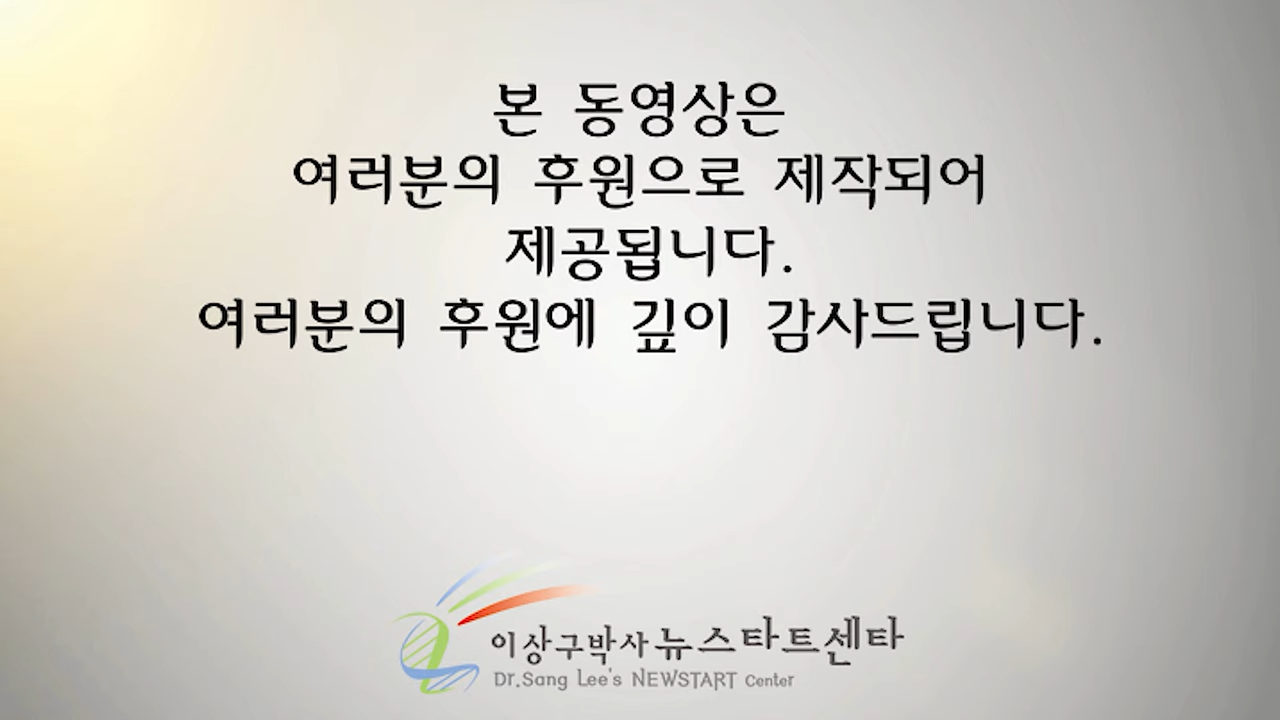 본 동영상은
여러분의 후원으로 제작되어
제공됩니다.
여러분의 후원에 깊이 감사드립니다.
이상구박사 뉴스타트센타
Dr.Sang Lee's NEWSTART Center